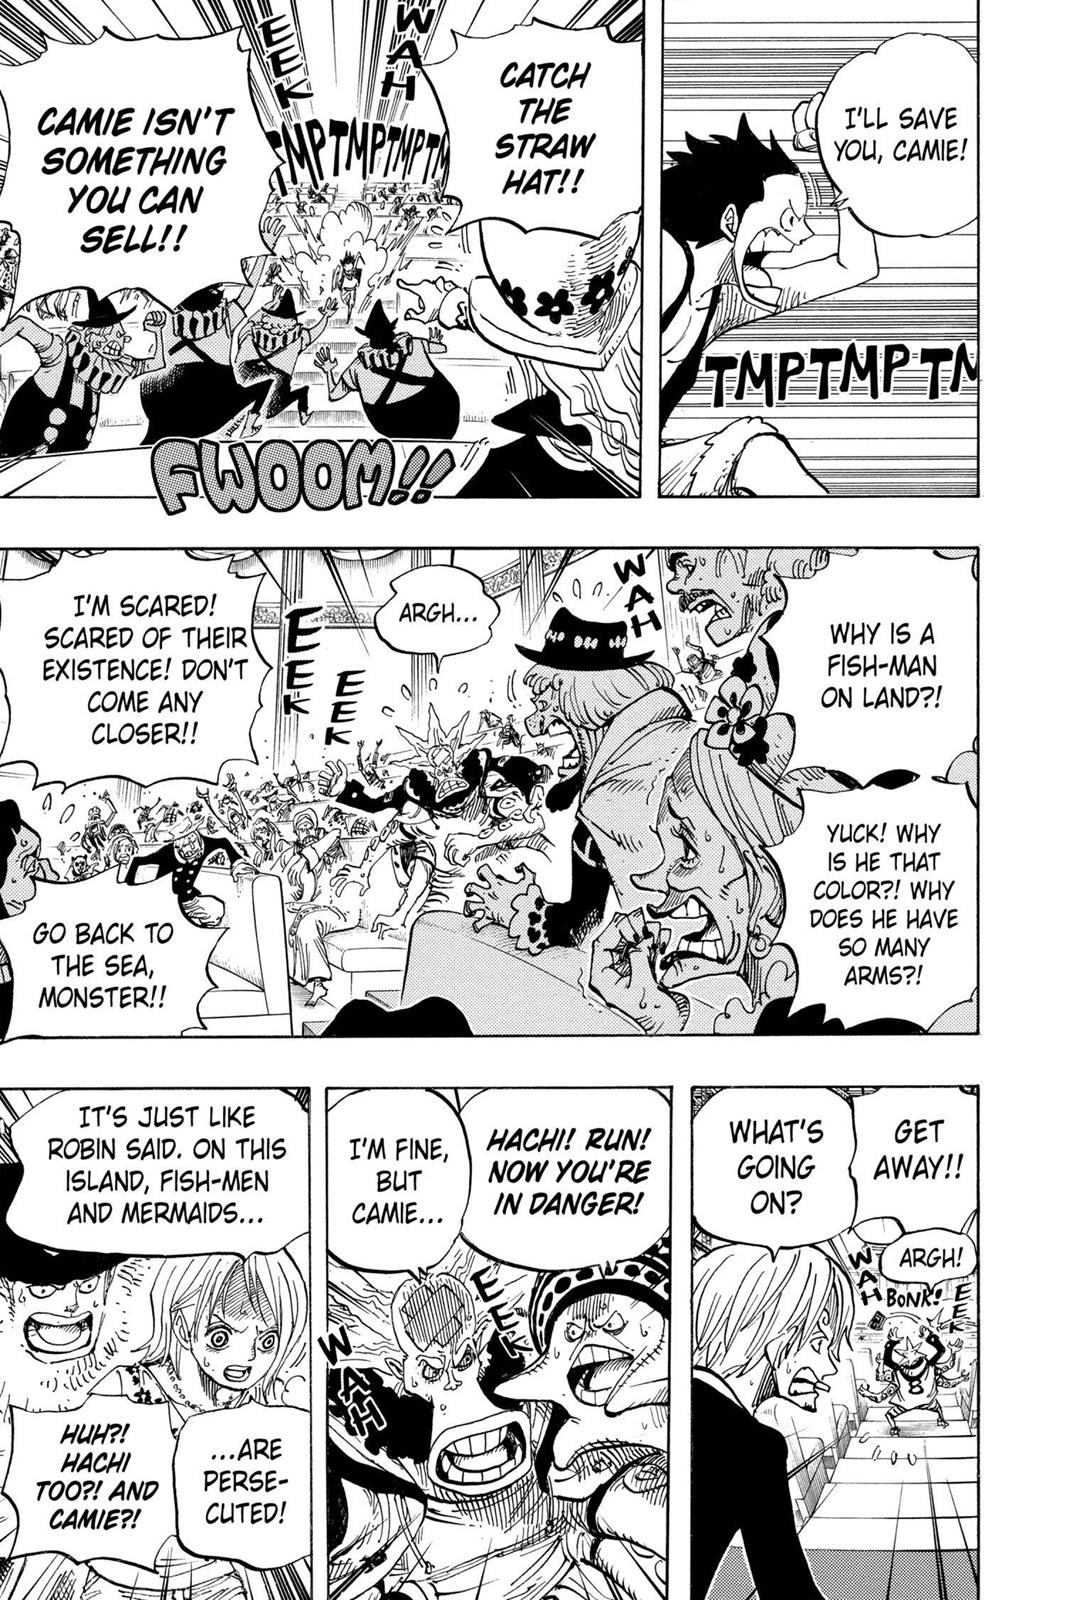 I'LL SAVE
YOU, CAMIE!
TMPTMPTM
CATCH
THE
STRAW
HAT!!
WAH
EEK
TMPTMPTMPTM
CAMIE ISN'T
SOMETHING
YOU CAN
SELL!!
FWOOM!!
WHY IS A
FISH-MAN
ON LAND?!
YUCK! WHY
IS HE THAT
COLOR?! WHY
DOES HE HAVE
SO MANY
ARMS?!
WAH
ARGH...
EEK
EEK
I'M SCARED!
SCARED OF THEIR
EXISTENCE! DON'T
COME ANY
CLOSER!!
GO BACK TO
THE SEA,
MONSTER!!
GET
AWAY!!
WHAT'S
GOING
ON?
ARGH!
WAH
BONK!
EEK
HACHI! RUN!
NOW YOU'RE
IN DANGER!
I'M FINE,
BUT
CAMIE...
EEK
WAH
IT'S JUST LIKE
ROBIN SAID. ON THIS
ISLAND, FISH-MEN
AND MERMAIDS...
...ARE
PERSE-
CUTED!
HUH?!
HACHI
TOO?! AND
CAMIE?!